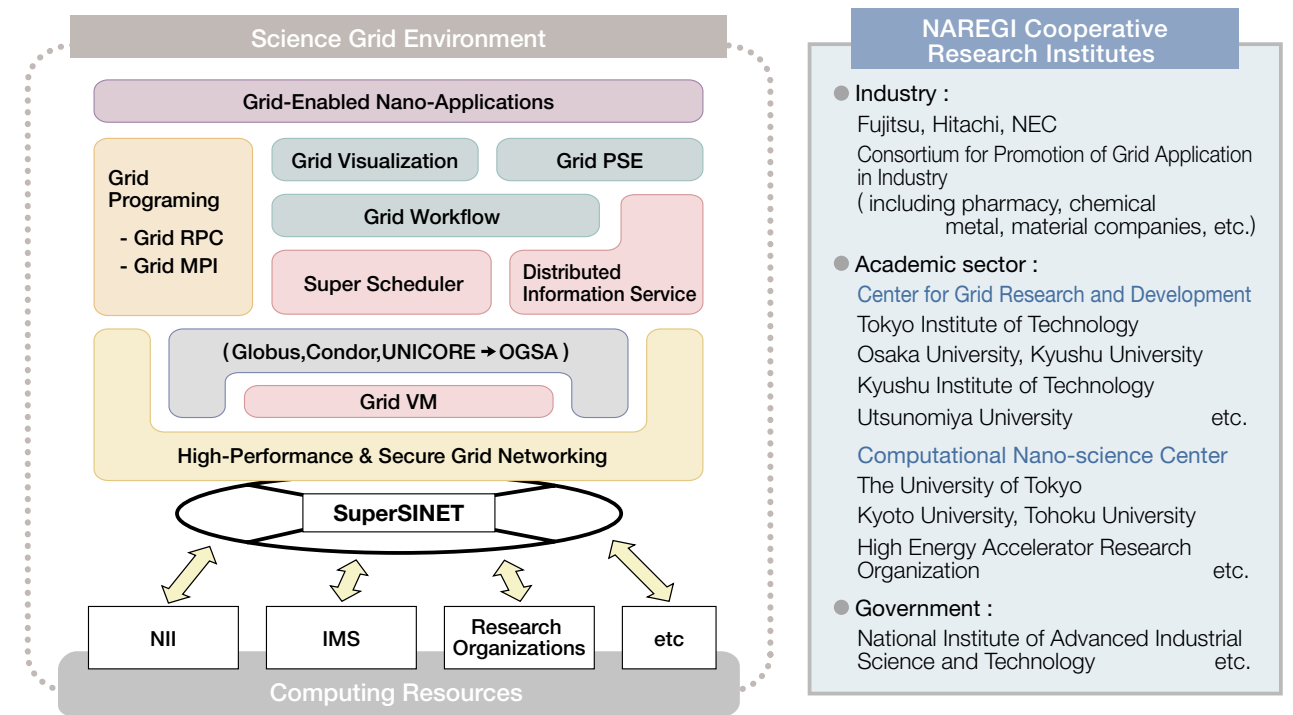 Science Grid Environment
Grid-Enabled Nano-Applications
Grid
Programing
- Grid RPC
- Grid MPI
Grid Visualization
Grid PSE
Grid Workflow
Super Scheduler
Distributed
Information Service
(Globus,Condor,UNICORE → OGSA )
Grid VM
High-Performance & Secure Grid Networking
SuperSINET
NII
IMS
Research
Organizations
etc
Computing Resources
NAREGI Cooperative
Research Institutes
Industry :
Fujitsu, Hitachi, NEC
Consortium for Promotion of Grid Application
in Industry
( including pharmacy, chemical
metal, material companies, etc.)
Academic sector :
Center for Grid Research and Development
Tokyo Institute of Technology
Osaka University, Kyushu University
Kyushu Institute of Technology
Utsunomiya University etc.
Computational Nano-science Center
The University of Tokyo
Kyoto University, Tohoku University
High Energy Accelerator Research
Organization etc.
Government :
National Institute of Advanced Industrial
Science and Technology etc.